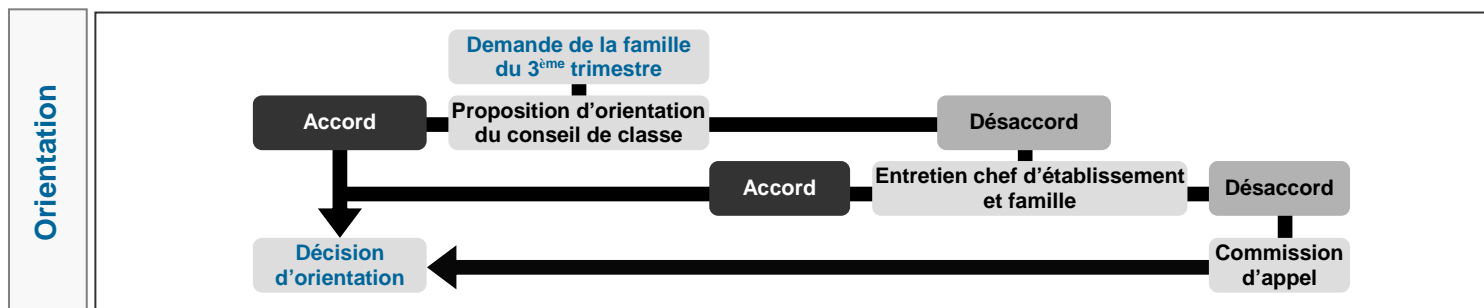 Orientation
Demande de la famille
du 3ème trimestre
Accord
Proposition d’orientation
du conseil de classe
Désaccord
Accord
Entretien chef d’établissement
et famille
Désaccord
Décision
d’orientation
Commission
d’appel